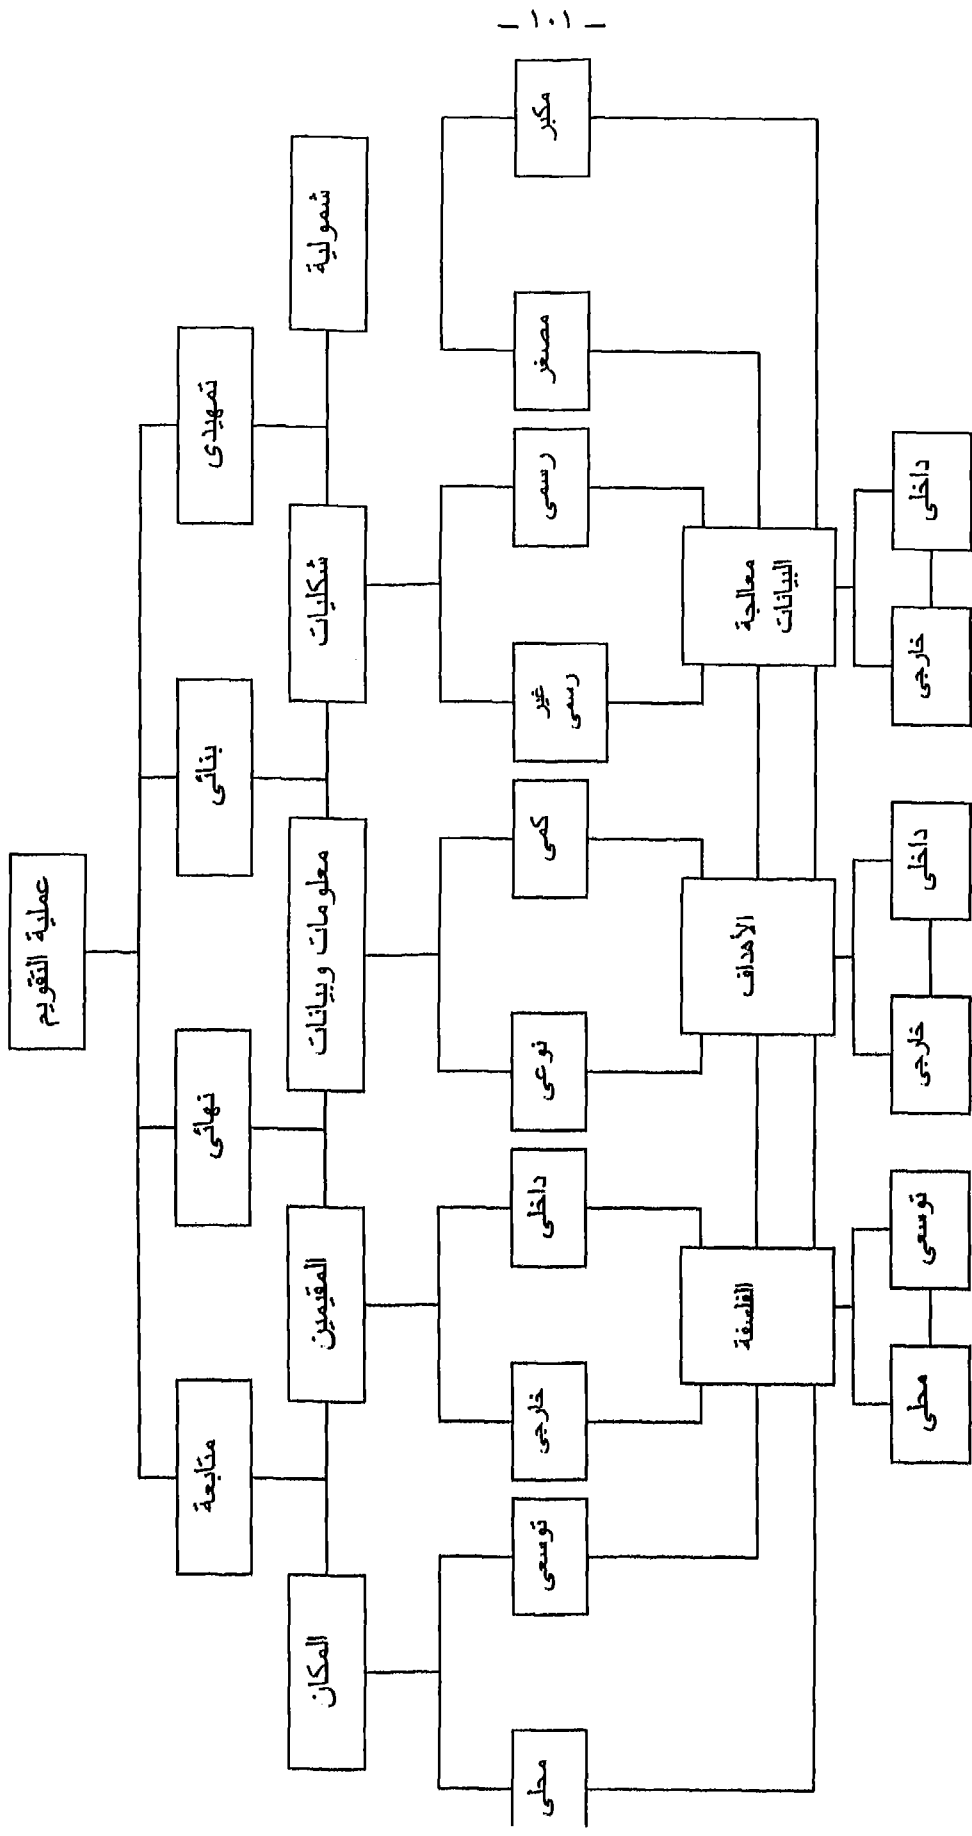 - ١٠١ -
عملية التقويم
تمهيدى
بنائى
نهائى
متابعة
شمولية
شكليات
معلومات وبيانات
المقيمين
المكان
مكبر
مصغر
رسمى
غير
رسمى
كمى
نوعى
داخلى
خارجى
توسعى
محلى
معالجة
البيانات
الأهداف
الفلسفة
داخلى
خارجى
داخلى
خارجى
توسعى
محلى